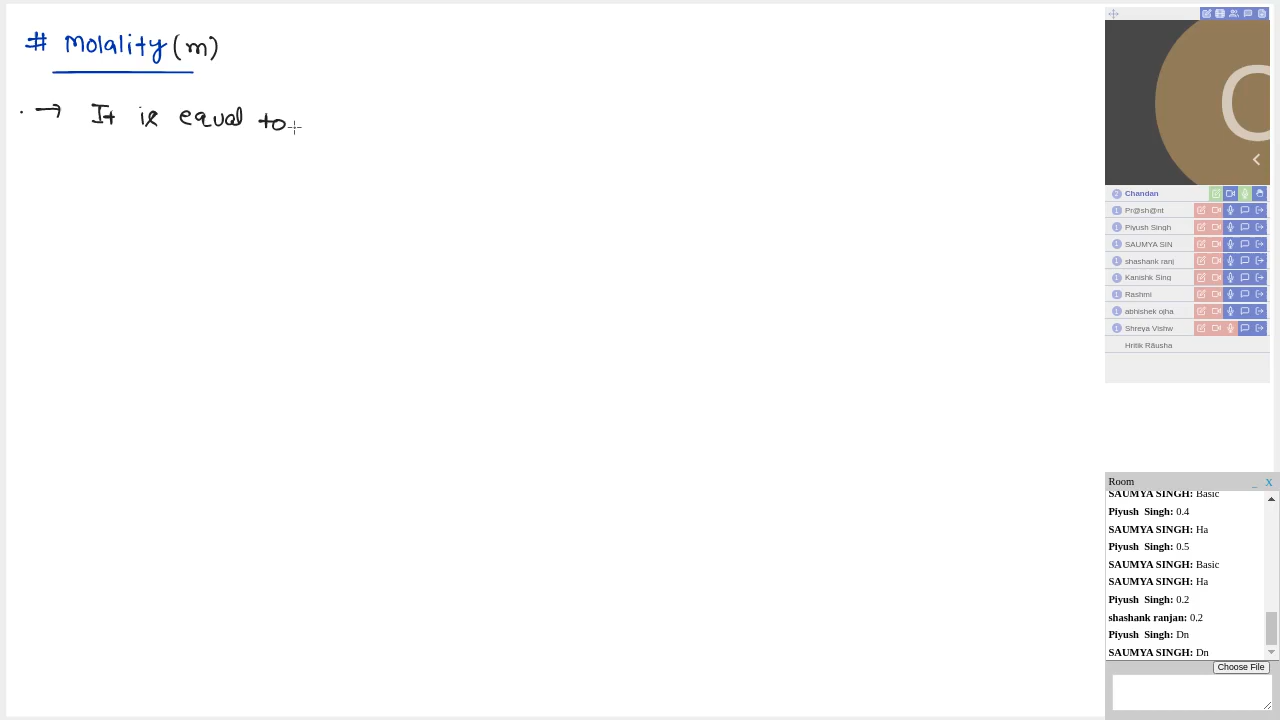 # Molality (m)
. → It is equal to
C
Chandan
Pr@sh@nt
Piyush Singh
SAUMYA SIN
shashank ranj
Kanishk Sing
Rashmi
abhishek ojha
Shreya Vishw
Hritik Räusha
Room _ X
SAUMYA SINGH: Basic
Piyush Singh: 0.4
SAUMYA SINGH: Ha
Piyush Singh: 0.5
SAUMYA SINGH: Basic
SAUMYA SINGH: Ha
Piyush Singh: 0.2
shashank ranjan: 0.2
Piyush Singh: Dn
SAUMYA SINGH: Dn
Choose File